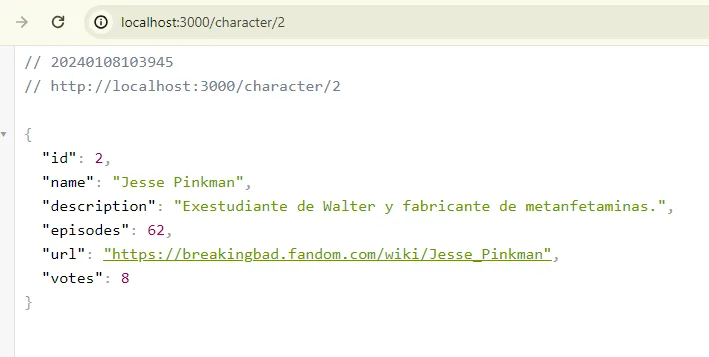 localhost:3000/character/2
// 20240108103945
// http://localhost:3000/character/2
{
"id": 2,
"name": "Jesse Pinkman",
"description": "Exestudiante de Walter y fabricante de metanfetaminas.",
"episodes": 62,
"url": "https://breakingbad.fandom.com/wiki/Jesse_Pinkman",
"votes": 8
}